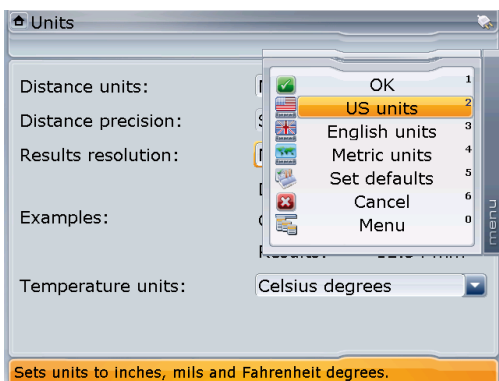 Units
Distance units:
Distance precision:
Results resolution:
Examples:
Temperature units:
Celsius degrees
OK 1
US units 2
English units 3
Metric units 4
Set defaults 5
Cancel 6
Menu 0
menu
Sets units to inches, mils and Fahrenheit degrees.